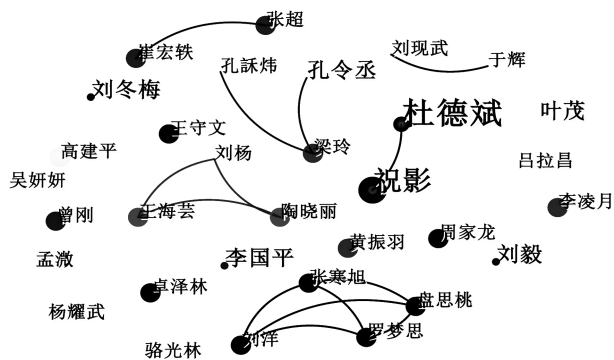 张超
崔宏轶
刘现武
于辉
孔訸炜
孔令丞
刘冬梅
杜德斌
叶茂
王守文
高建平
刘杨
梁玲
吕拉昌
吴妍妍
祝影
李凌月
曾刚
王海芸
陶晓丽
周家龙
黄振羽
孟溦
李国平
刘毅
张寒旭
卓泽林
盘思桃
杨耀武
罗梦思
刘洋
骆光林